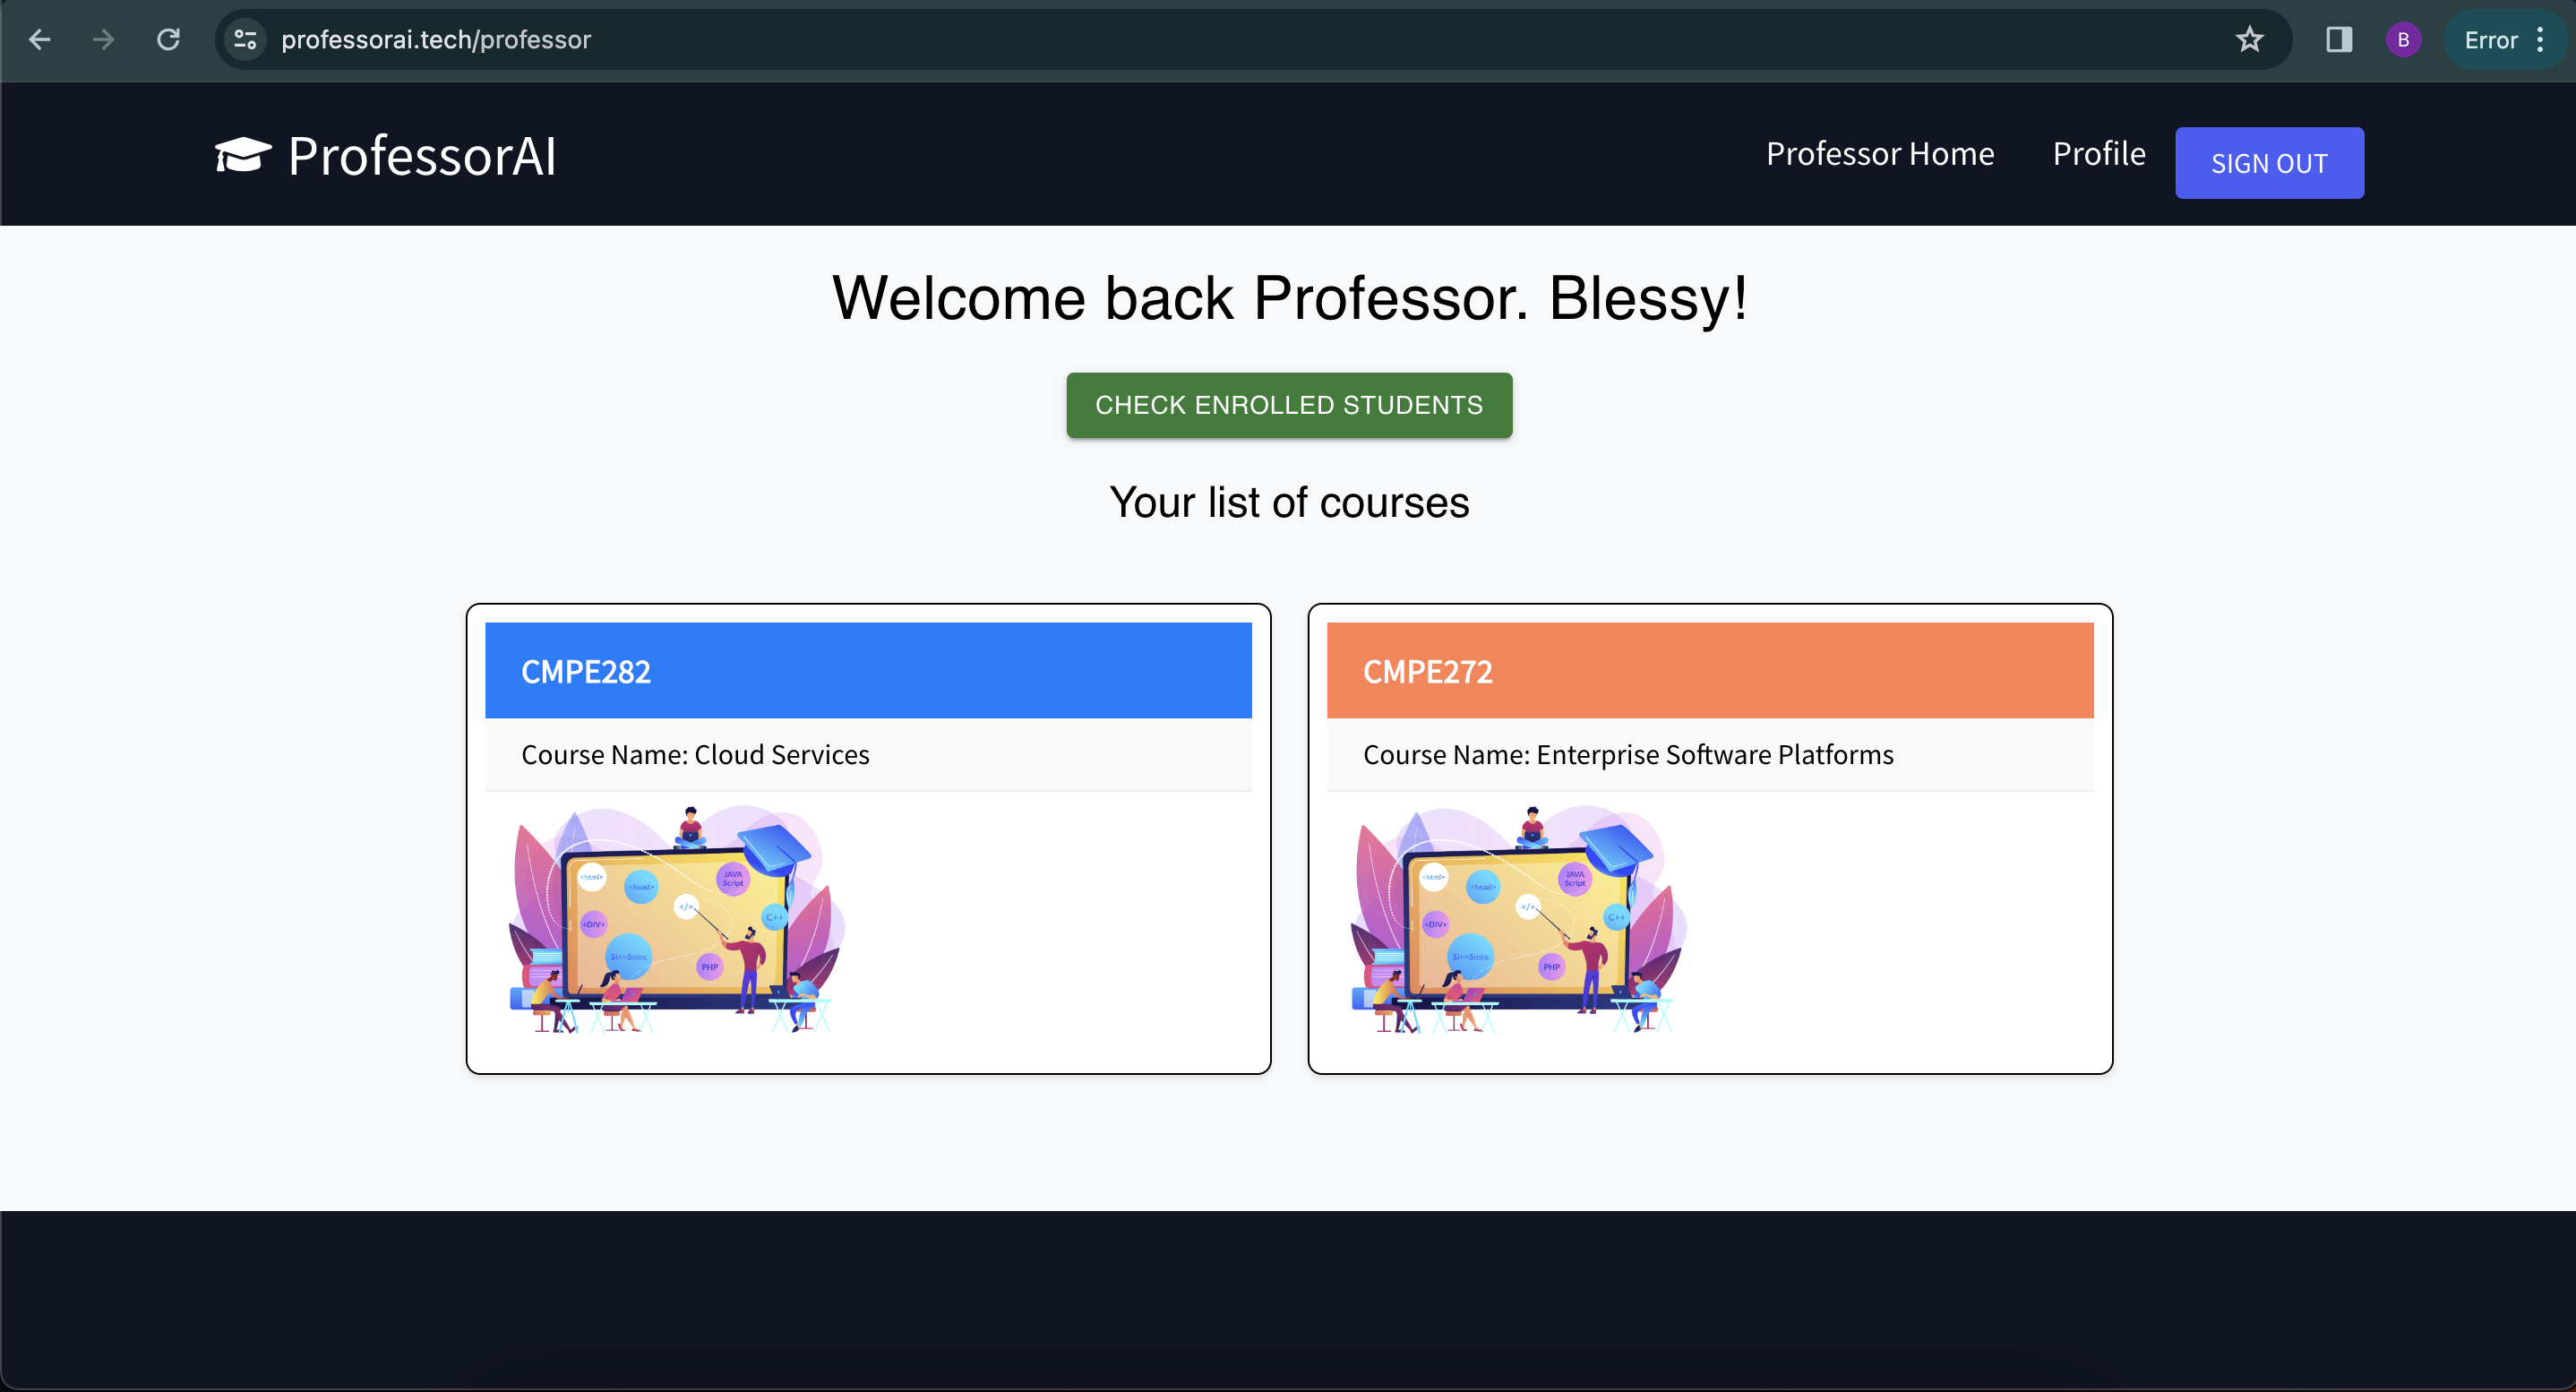 professorai.tech/professor
B
Error
ProfessorAI
Professor Home
Profile
SIGN OUT
Welcome back Professor. Blessy!
CHECK ENROLLED STUDENTS
Your list of courses
CMPE282
Course Name: Cloud Services
<html>
<head>
JAVA
Script
</>
C++
<DIV>
$i<=$min;
PHP
CMPE272
Course Name: Enterprise Software Platforms
<html>
<head>
JAVA
Script
</>
C++
<DIV>
$i<=$min;
PHP